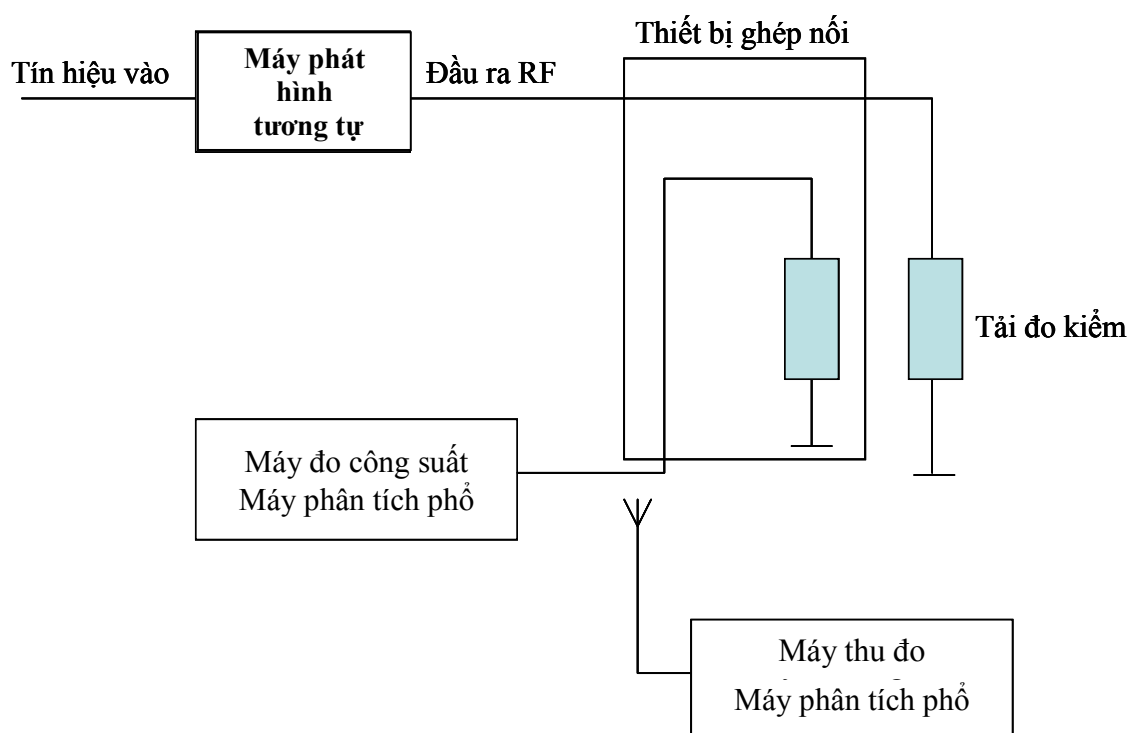 Thiết bị ghép nối
Tín hiệu vào
Máy phát
hình
tương tự
Đầu ra RF
Tải đo kiểm
Máy đo công suất
Máy phân tích phổ
Máy thu đo
Máy phân tích phổ